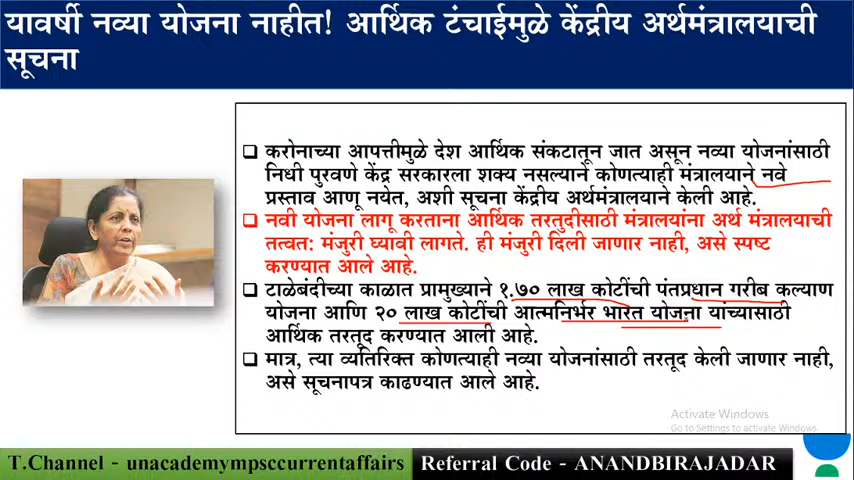 यावर्षी नव्या योजना नाहीत! आर्थिक टंचाईमुळे केंद्रीय अर्थमंत्रालयाची
सूचना
करोनाच्या आपत्तीमुळे देश आर्थिक संकटातून जात असून नव्या योजनांसाठी
निधी पुरवणे केंद्र सरकारला शक्य नसल्याने कोणत्याही मंत्रालयाने नवे
प्रस्ताव आणू नयेत, अशी सूचना केंद्रीय अर्थमंत्रालयाने केली आहे.
नवी योजना लागू करताना आर्थिक तरतुदीसाठी मंत्रालयांना अर्थ मंत्रालयाची
तत्वत: मंजुरी घ्यावी लागते. ही मंजुरी दिली जाणार नाही, असे स्पष्ट
करण्यात आले आहे.
टाळेबंदीच्या काळात प्रामुख्याने १.७० लाख कोटींची पंतप्रधान गरीब कल्याण
योजना आणि २० लाख कोटींची आत्मनिर्भर भारत योजना यांच्यासाठी
आर्थिक तरतूद करण्यात आली आहे.
मात्र, त्या व्यतिरिक्त कोणत्याही नव्या योजनांसाठी तरतूद केली जाणार नाही,
असे सूचनापत्र काढण्यात आले आहे.
Activate Windows
Go to Settings to activate Windows.
T.Channel - unacademympsccurrentaffairs
Referral Code - ANANDBIRAJADAR